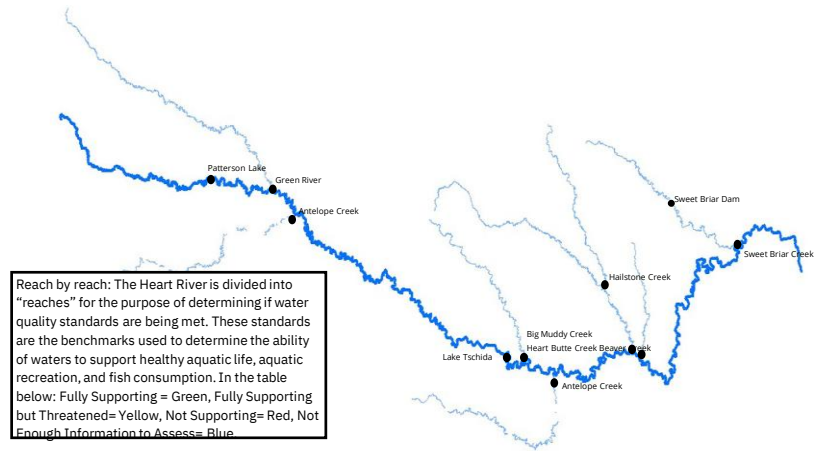 Patterson Lake
Green River
Antelope Creek
Sweet Briar Dam
Sweet Briar Creek
Hailstone Creek
Big Muddy Creek
Heart Butte Creek Beaver Creek
Lake Tschida
Antelope Creek
Reach by reach: The Heart River is divided into
“reaches” for the purpose of determining if water
quality standards are being met. These standards
are the benchmarks used to determine the ability
of waters to support healthy aquatic life, aquatic
recreation, and fish consumption. In the table
below: Fully Supporting = Green, Fully Supporting
but Threatened= Yellow, Not Supporting= Red, Not
Enough Information to Assess= Blue